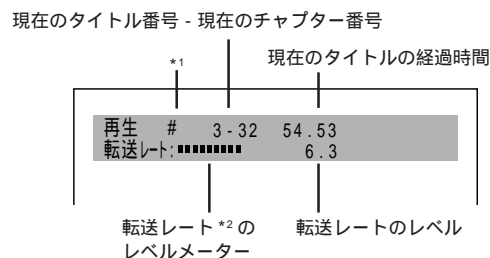 現在のタイトル番号 - 現在のチャプター番号
*1
現在のタイトルの経過時間
再生 # 3-32 54.53
転送レート: 6.3
転送レート*2の
レベルメーター
転送レートのレベル